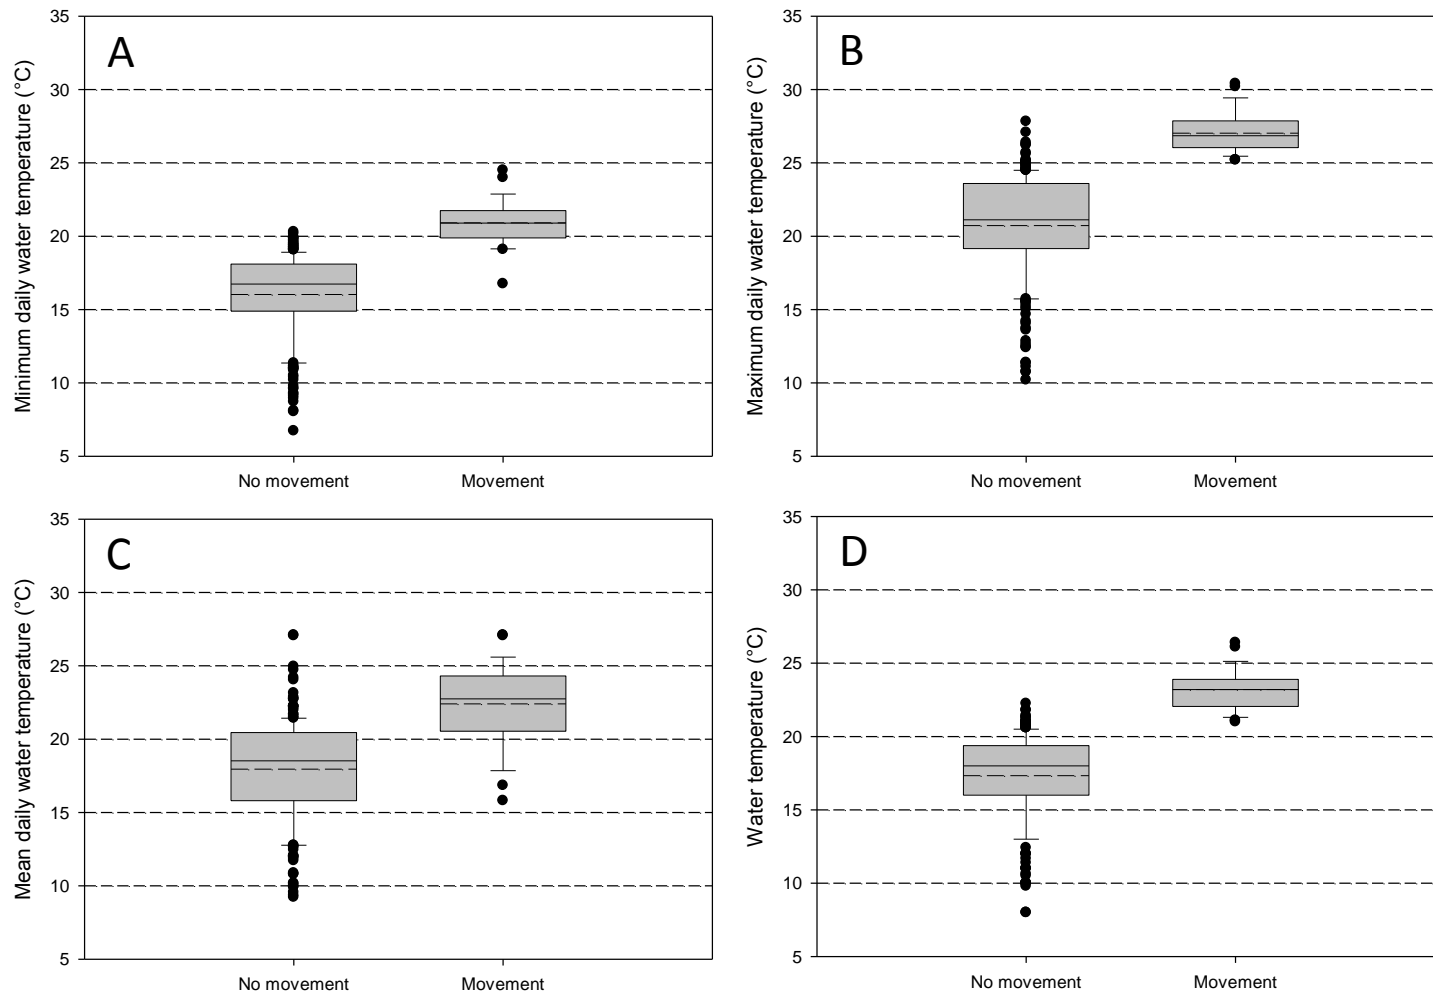 A
Minimum daily water temperature (°C)
35
30
25
20
15
10
5
No movement
Movement
B
Maximum daily water temperature (°C)
35
30
25
20
15
10
5
No movement
Movement
C
Mean daily water temperature (°C)
35
30
25
20
15
10
5
No movement
Movement
D
Water temperature (°C)
35
30
25
20
15
10
5
No movement
Movement